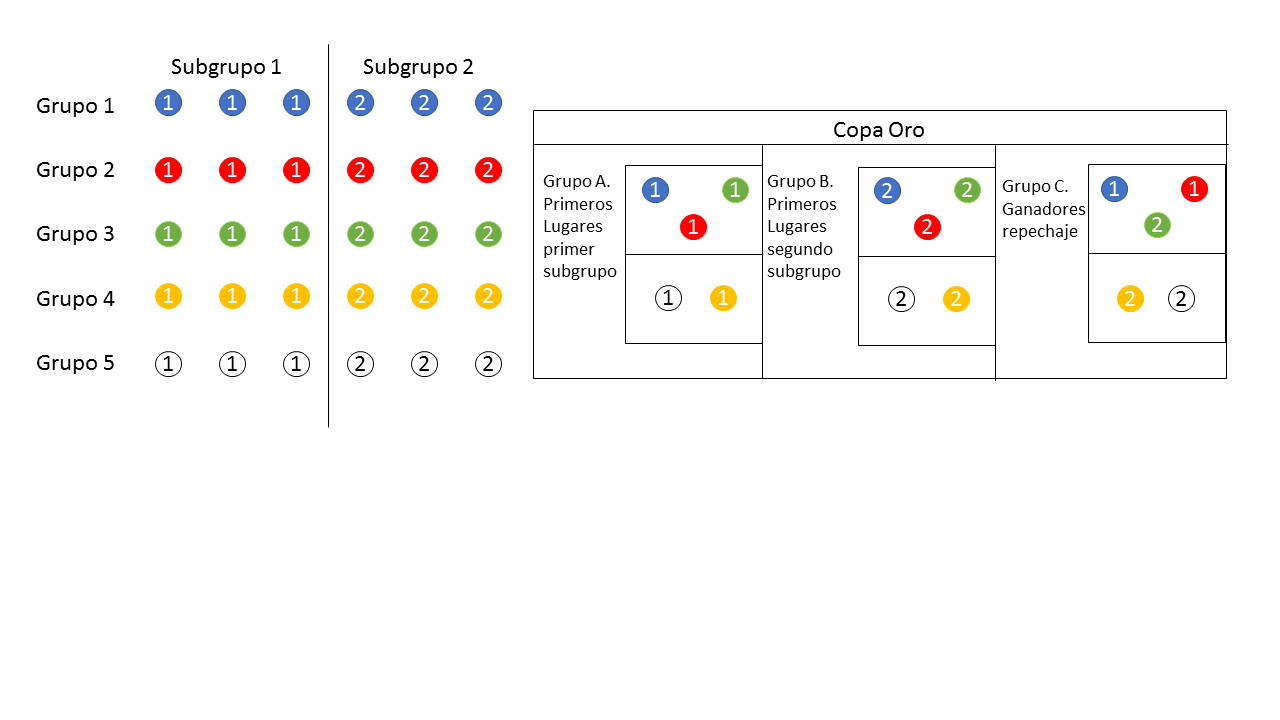 Subgrupo 1 Subgrupo 2
Grupo 1 1 1 1 2 2 2
Grupo 2 1 1 1 2 2 2
Grupo 3 1 1 1 2 2 2
Grupo 4 1 1 1 2 2 2
Grupo 5 1 1 1 2 2 2
Copa Oro
Grupo A.
Primeros
Lugares
primer
subgrupo
1 1
1
1 1
Grupo B.
Primeros
Lugares
segundo
subgrupo
2 2
2
2 2
Grupo C.
Ganadores
repechaje
1 1
2
2 2